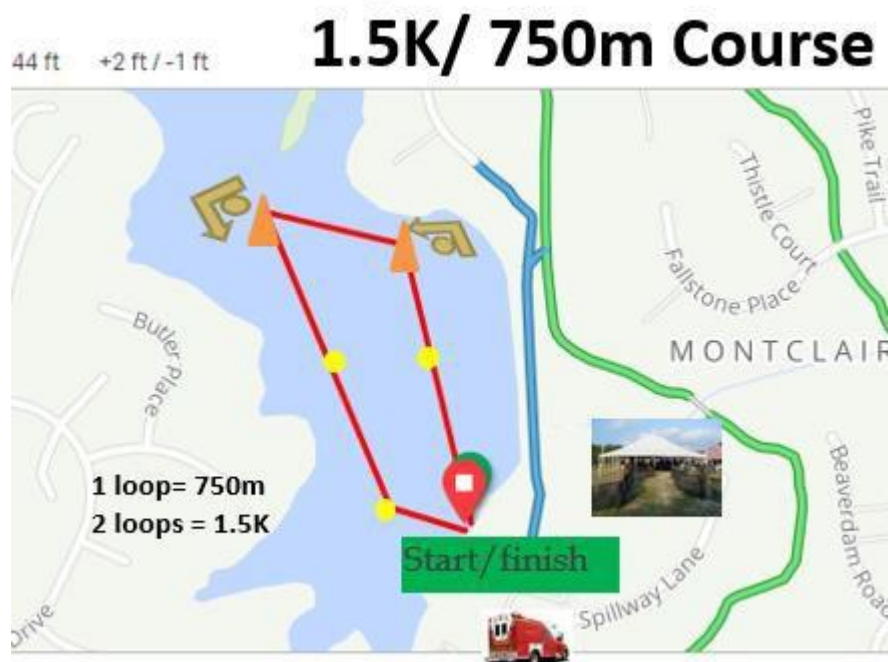 1.5K/ 750m Course
44 ft +2 ft / -1 ft
Pike Trail
Thistle Court
Fallstone Place
MONTCLAIR
Butler Place
1 loop= 750m
2 loops = 1.5K
Beaverdam Road
Start/finish
Spillway Lane
Drive